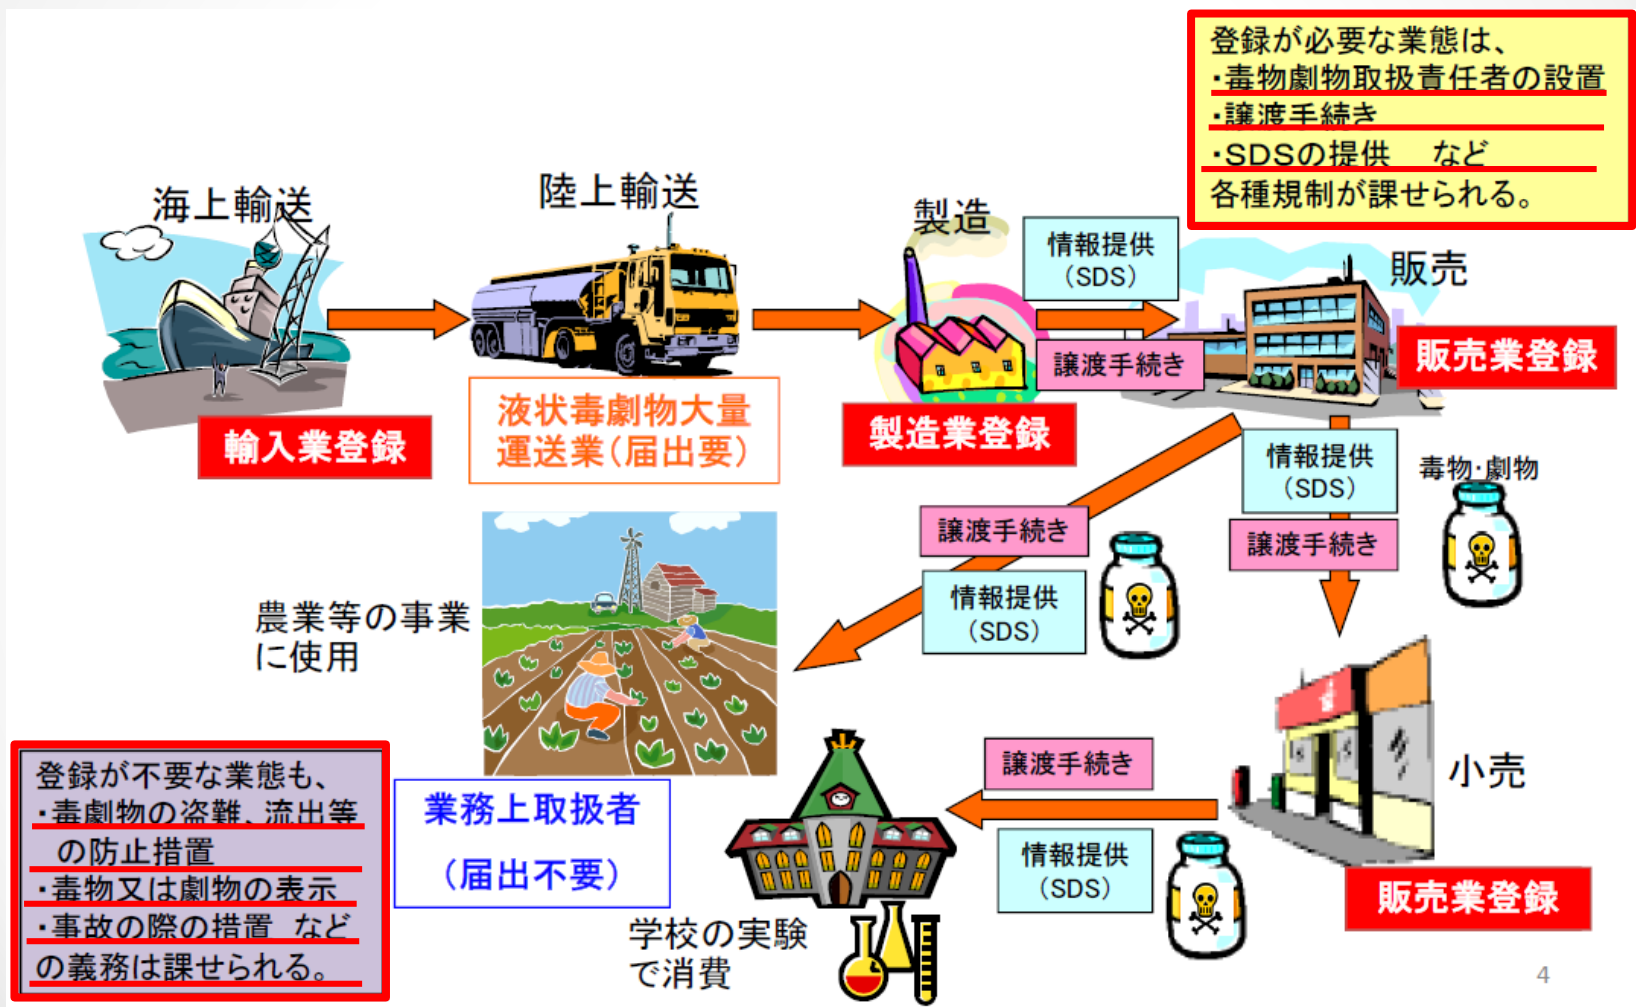 登録が必要な業態は、
・毒物劇物取扱責任者の設置
・譲渡手続き
・SDSの提供　など
各種規制が課せられる。
海上輸送
陸上輸送
製造
情報提供
(SDS)
販売
譲渡手続き
販売業登録
輸入業登録
液状毒劇物大量
運送業(届出要)
製造業登録
情報提供
(SDS)
毒物・劇物
譲渡手続き
譲渡手続き
情報提供
(SDS)
農業等の事業
に使用
登録が不要な業態も、
・毒劇物の盗難、流出等
の防止措置
・毒物又は劇物の表示
・事故の際の措置　など
の義務は課せられる。
業務上取扱者
(届出不要)
譲渡手続き
情報提供
(SDS)
小売
販売業登録
学校の実験
で消費
4